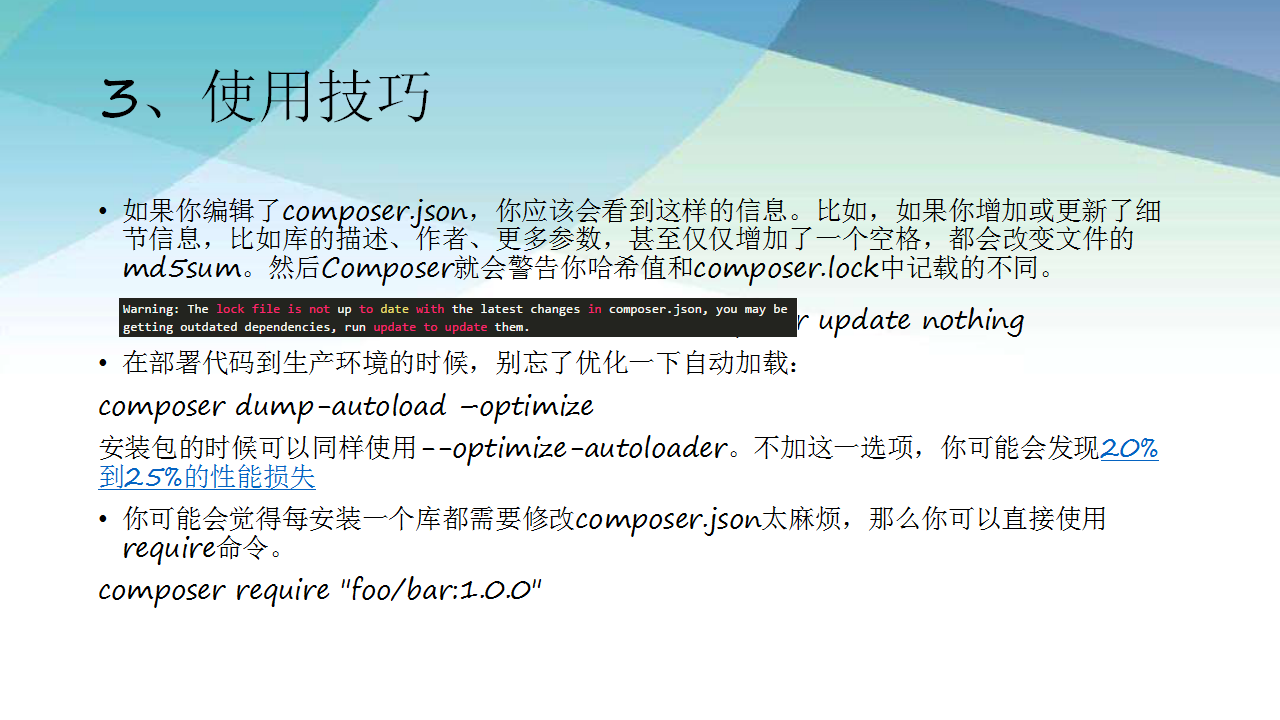 3、使用技巧
• 如果你编辑了composer.json，你应该会看到这样的信息。比如，如果你增加或更新了细
节信息，比如库的描述、作者、更多参数，甚至仅仅增加了一个空格，都会改变文件的
md5sum。然后Composer就会警告你哈希值和composer.lock中记载的不同。
Warning: The lock file is not up to date with the latest changes in composer.json, you may be
getting outdated dependencies, run update to update them.
update nothing
• 在部署代码到生产环境的时候，别忘了优化一下自动加载：
composer dump-autoload –optimize
安装包的时候可以同样使用--optimize-autoloader。不加这一选项，你可能会发现20%
到25%的性能损失
• 你可能会觉得每安装一个库都需要修改composer.json太麻烦，那么你可以直接使用
require命令。
composer require "foo/bar:1.0.0"